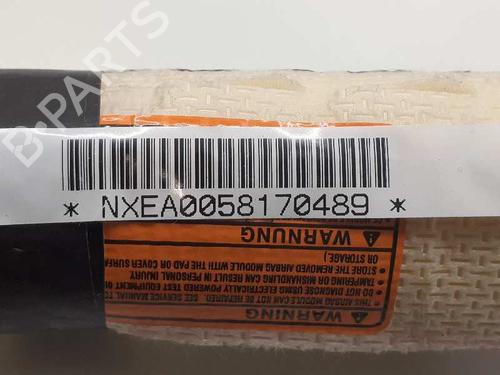 B-PARTS
WARNING
* NXEA0058170489 *
WARNUNG
OR STORAGE.)
• STORE THE REMOVED AIRBAG MODULE WITH THE PAD OR COVER SURFA
• TAMPERING OR MISHANDLING CAN RESULT IN PERSONAL INJURY.
• DO NOT DIAGNOSE USING ELECTRICALLY POWERED TEST EQUIPMENT OR
• THIS AIRBAG MODULE CAN NOT BE REPAIRED. SEE SERVICE MANUAL TO
WARNING